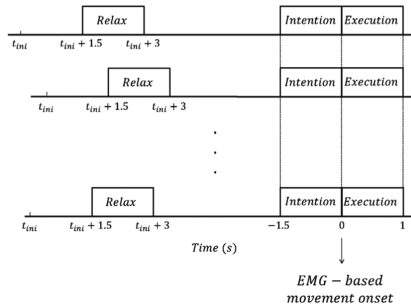 Relax Intention Execution
t_ini t_ini + 1.5 t_ini + 3
Relax Intention Execution
t_ini t_ini + 1.5 t_ini + 3
Relax Intention Execution
t_ini t_ini + 1.5 t_ini + 3 −1.5 0 1
Time (s)
EMG − based
movement onset